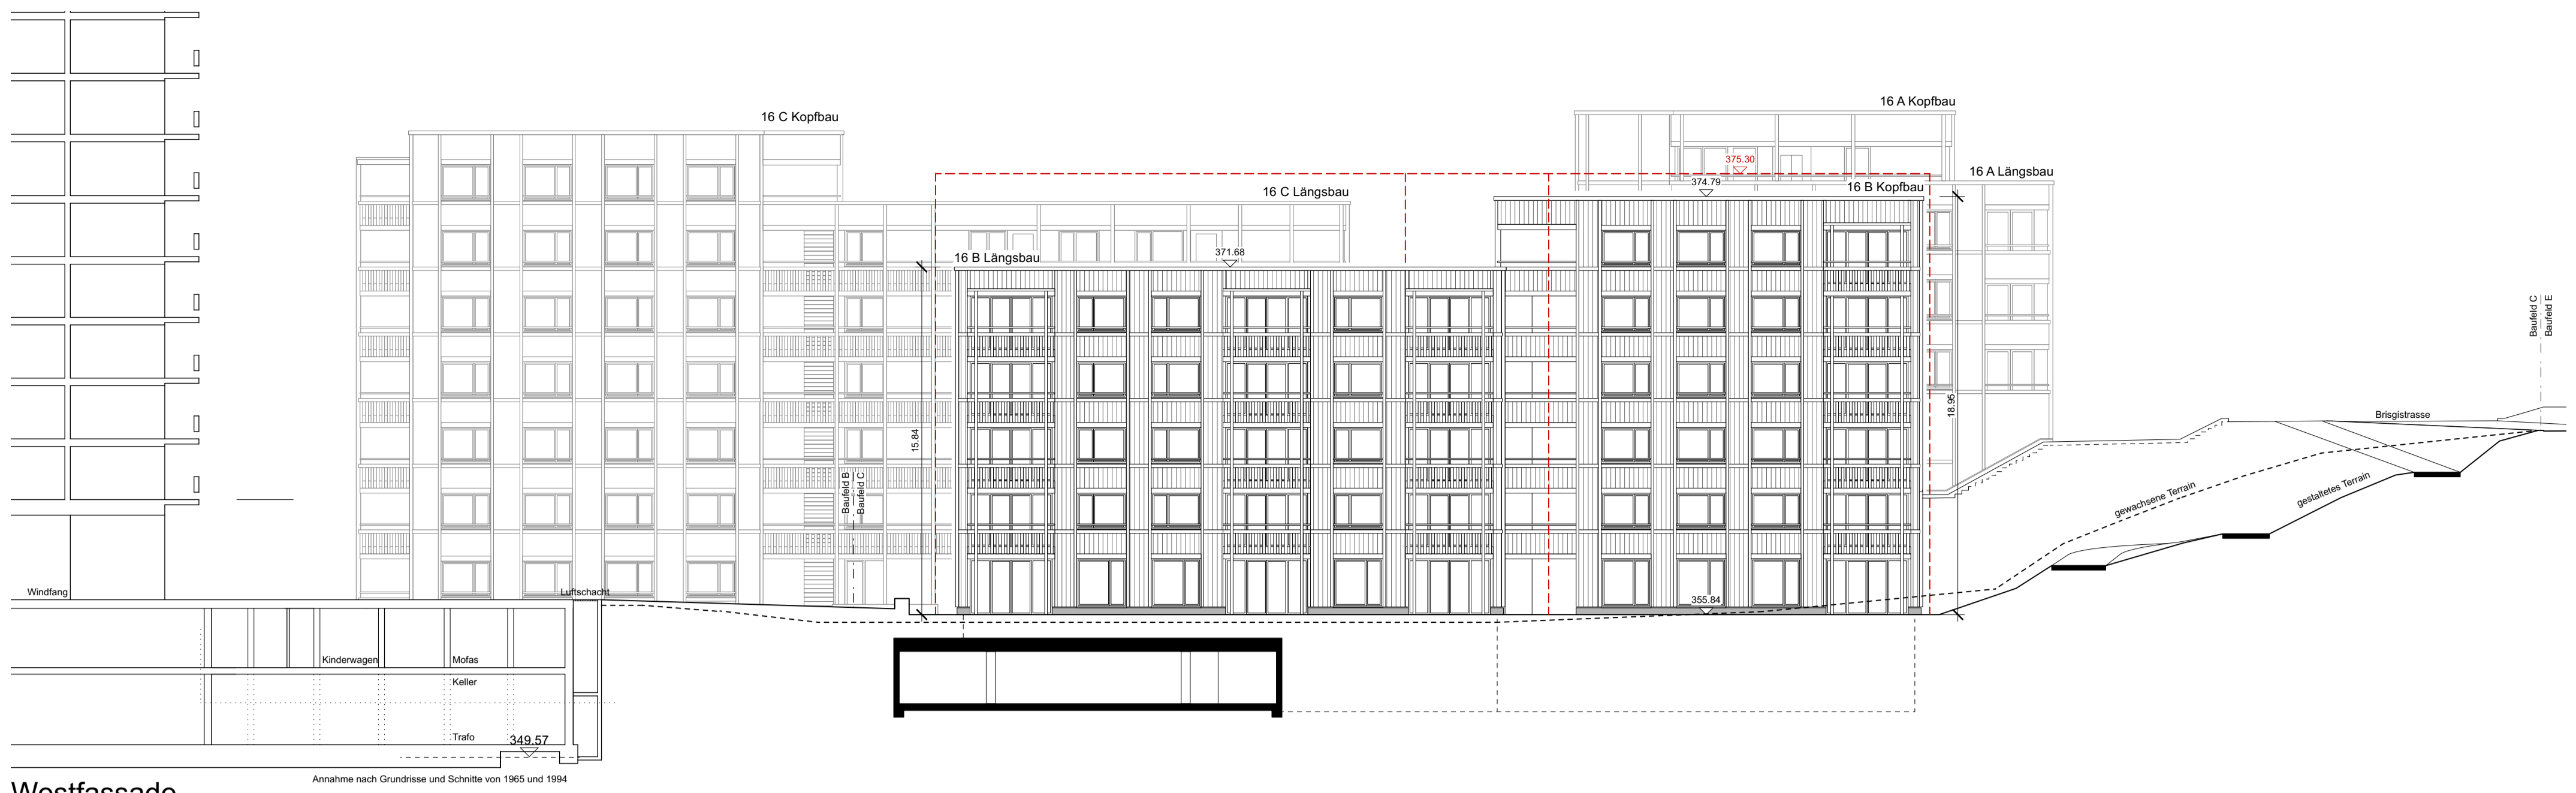 16 C Kopfbau
16 A Kopfbau
375.30
16 A Längsbau
374.79
16 B Kopfbau
16 C Längsbau
371.68
16 B Längsbau
Baufeld C
Baufeld E
18.95
15.84
Brisgistrasse
Baufeld B
Baufeld C
gewachsene Terrain
gestaltetes Terrain
Windfang
Luftschacht
355.84
Kinderwagen
Mofas
Keller
Trafo
349.57
Annahme nach Grundrisse und Schnitte von 1965 und 1994
Westfassade